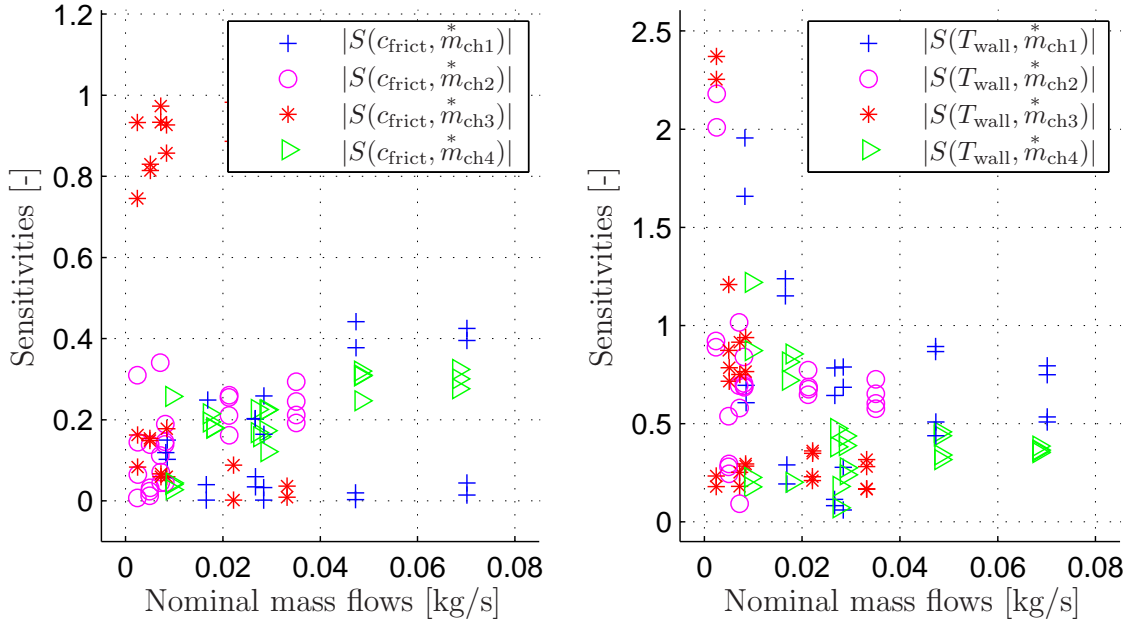 1.2
1
0.8
0.6
0.4
0.2
0
Sensitivities [-]
|S(c_frict, ṁ*_ch1)|
|S(c_frict, ṁ*_ch2)|
|S(c_frict, ṁ*_ch3)|
|S(c_frict, ṁ*_ch4)|
0 0.02 0.04 0.06 0.08
Nominal mass flows [kg/s]
2.5
2
1.5
1
0.5
0
Sensitivities [-]
|S(T_wall, ṁ*_ch1)|
|S(T_wall, ṁ*_ch2)|
|S(T_wall, ṁ*_ch3)|
|S(T_wall, ṁ*_ch4)|
0 0.02 0.04 0.06 0.08
Nominal mass flows [kg/s]